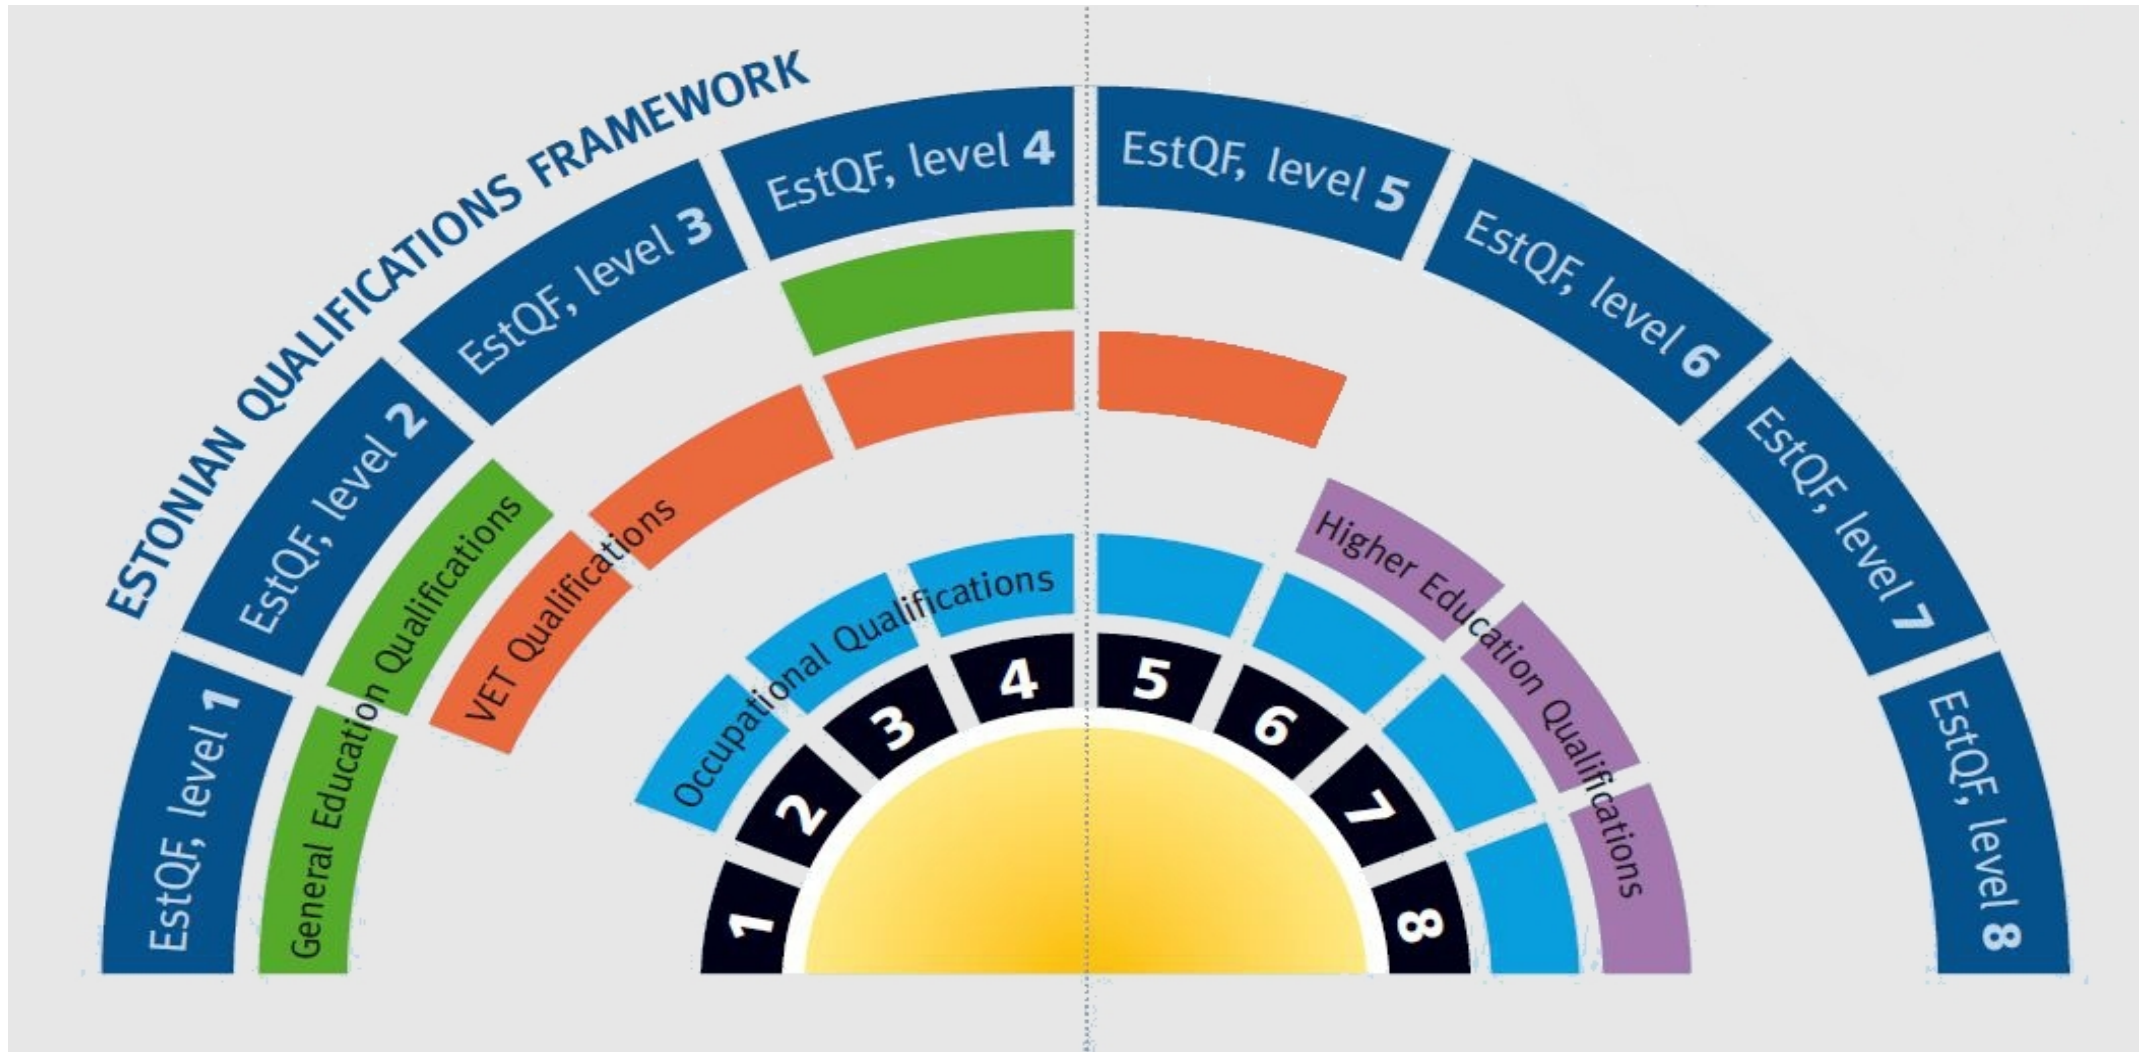 ESTONIAN QUALIFICATIONS FRAMEWORK
EstQF, level 1
EstQF, level 2
EstQF, level 3
EstQF, level 4
EstQF, level 5
EstQF, level 6
EstQF, level 7
EstQF, level 8
General Education Qualifications
VET Qualifications
Occupational Qualifications
Higher Education Qualifications
1
2
3
4
5
6
7
8